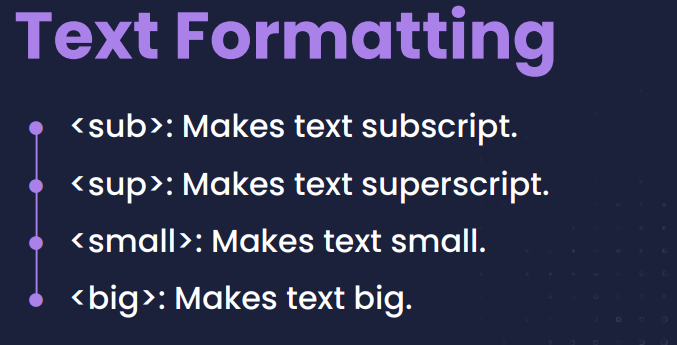 Text Formatting
<sub>: Makes text subscript.
<sup>: Makes text superscript.
<small>: Makes text small.
<big>: Makes text big.